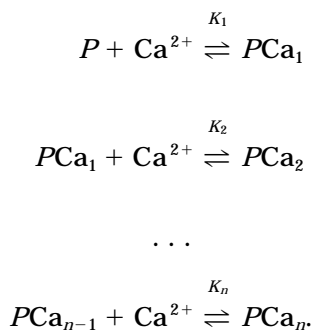 P + Ca²⁺ ⇌ PCa₁ (K₁)
PCa₁ + Ca²⁺ ⇌ PCa₂ (K₂)
. . .
PCaₙ₋₁ + Ca²⁺ ⇌ PCaₙ. (Kₙ)